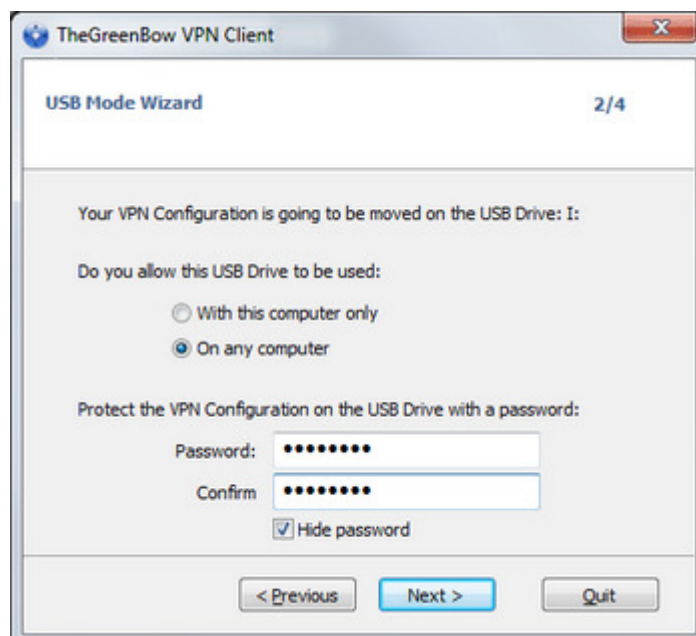 TheGreenBow VPN Client
USB Mode Wizard 2/4
Your VPN Configuration is going to be moved on the USB Drive: I:
Do you allow this USB Drive to be used:
With this computer only
On any computer
Protect the VPN Configuration on the USB Drive with a password:
Password: ••••••••
Confirm ••••••••
Hide password
< Previous Next > Quit